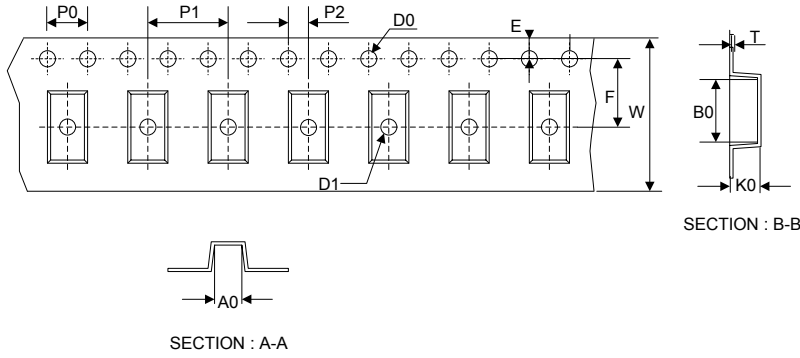 P0 P1 P2 D0 E T
F
W
B0
D1
K0
SECTION : B-B
A0
SECTION : A-A